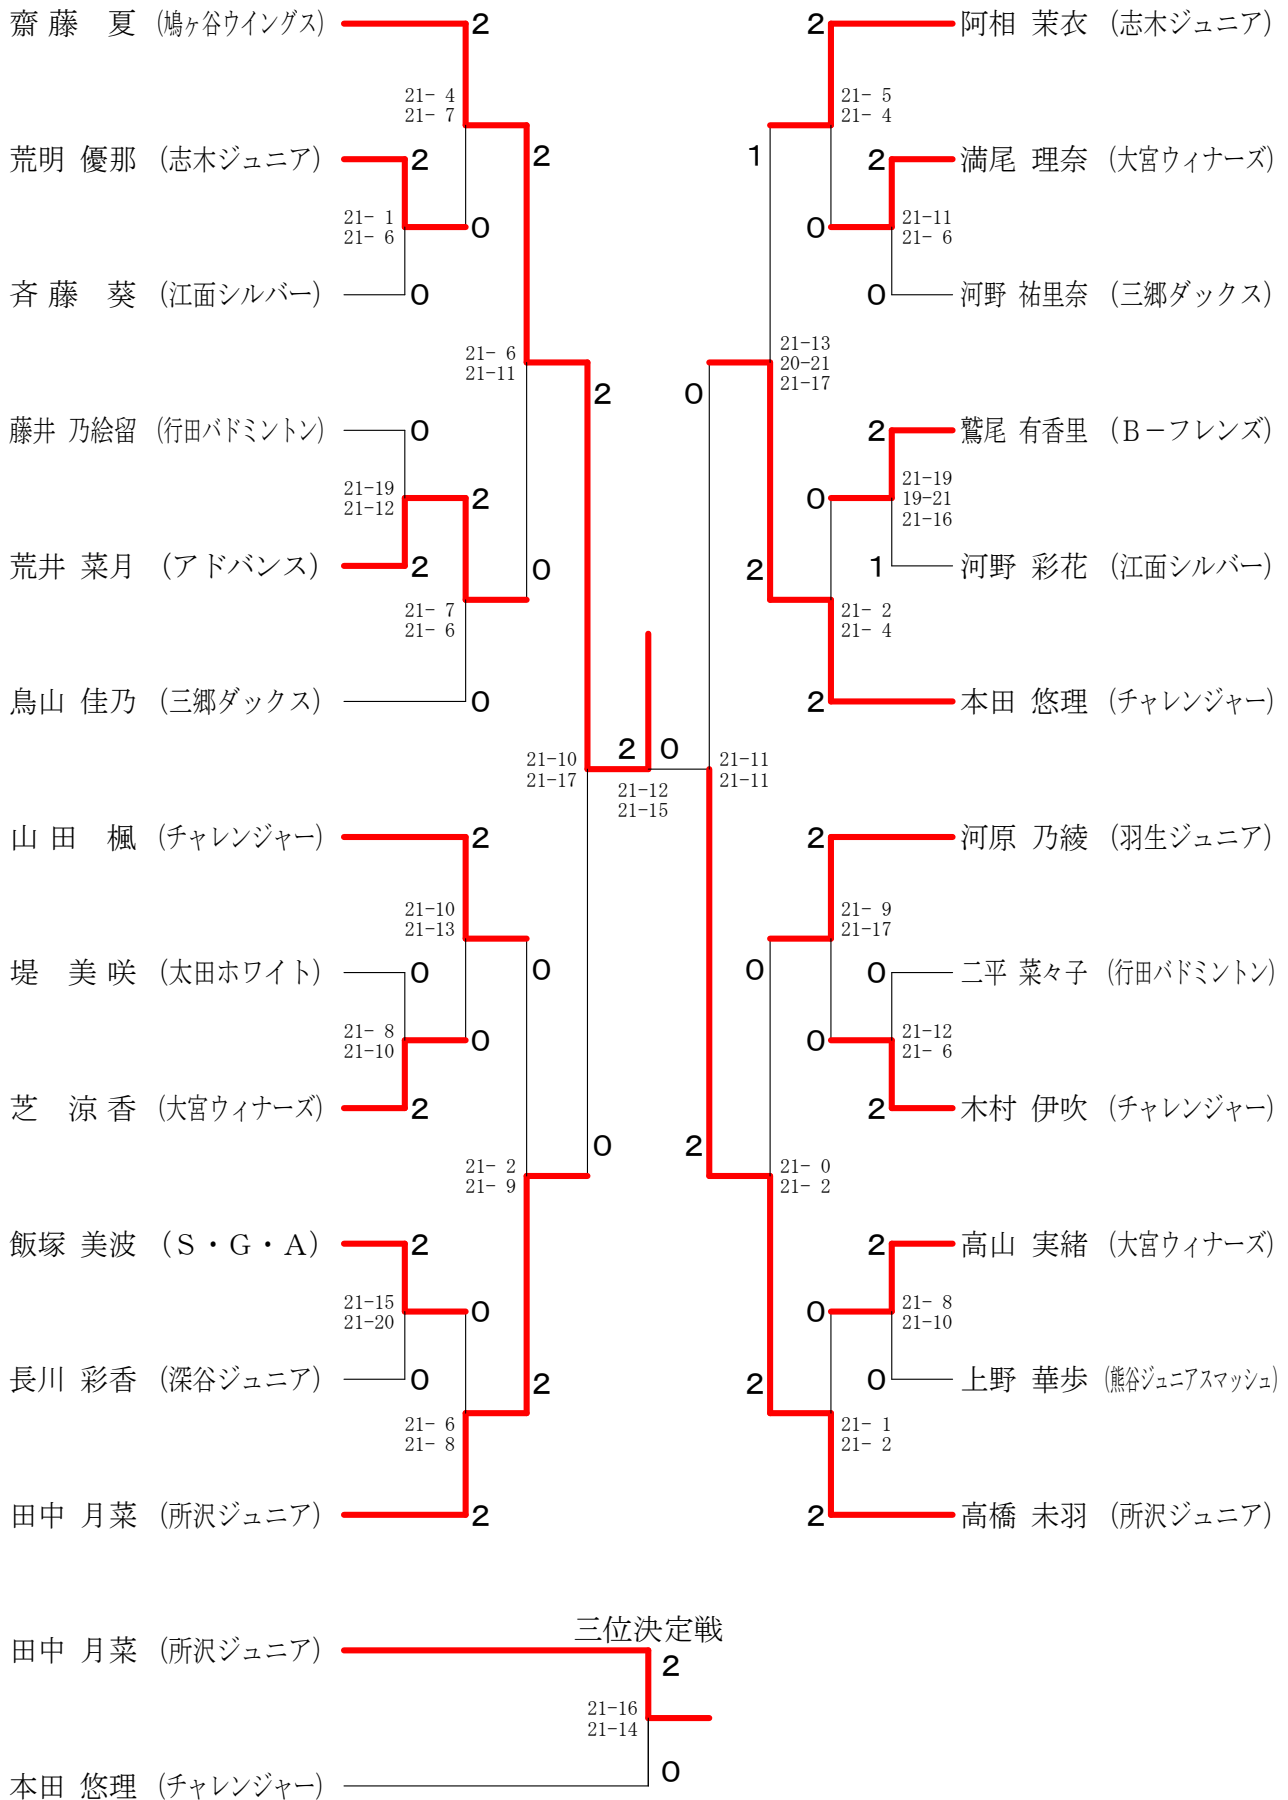 齋藤 夏 (鳩ヶ谷ウイングス) 2
21- 4
21- 7
荒明 優那 (志木ジュニア) 2
2
21- 1
21- 6
0
斉藤 葵 (江面シルバー) 0
21- 6
21-11
2
藤井 乃絵留 (行田バドミントン) 0
21-19
21-12
2
荒井 菜月 (アドバンス) 2
0
21- 7
21- 6
鳥山 佳乃 (三郷ダックス) 0
21-10
21-17
2 0
21-12
21-15
山田 楓 (チャレンジャー) 2
21-10
21-13
堤 美咲 (太田ホワイト) 0
0
21- 8
21-10
0
芝 涼香 (大宮ウィナーズ) 2
0
21- 2
21- 9
飯塚 美波 (S・G・A) 2
21-15
21-20
0
長川 彩香 (深谷ジュニア) 0
2
21- 6
21- 8
田中 月菜 (所沢ジュニア) 2
2 阿相 茉衣 (志木ジュニア)
21- 5
21- 4
1
2 満尾 理奈 (大宮ウィナーズ)
0
21-11
21- 6
0 河野 祐里奈 (三郷ダックス)
21-13
20-21
21-17
0
2 鷲尾 有香里 (B－フレンズ)
0
21-19
19-21
21-16
2
1 河野 彩花 (江面シルバー)
21- 2
21- 4
2 本田 悠理 (チャレンジャー)
21-11
21-11
2 河原 乃綾 (羽生ジュニア)
21- 9
21-17
0
0 二平 菜々子 (行田バドミントン)
0
21-12
21- 6
2 木村 伊吹 (チャレンジャー)
2
21- 0
21- 2
2 高山 実緒 (大宮ウィナーズ)
0
21- 8
21-10
2
0 上野 華歩 (熊谷ジュニアスマッシュ)
21- 1
21- 2
2 高橋 未羽 (所沢ジュニア)
三位決定戦
田中 月菜 (所沢ジュニア)
2
21-16
21-14
0
本田 悠理 (チャレンジャー)